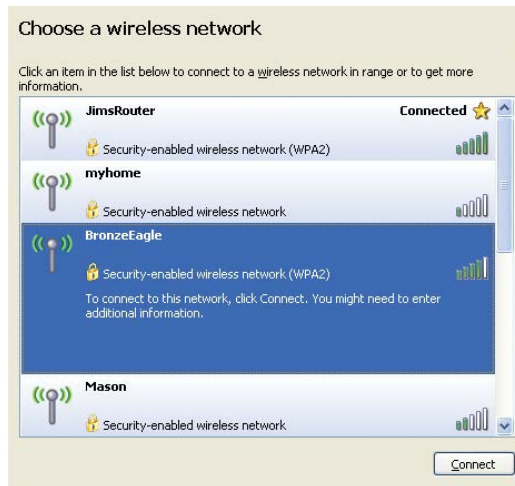 Choose a wireless network
Click an item in the list below to connect to a wireless network in range or to get more
information.
JimsRouter Connected
Security-enabled wireless network (WPA2)
myhome
Security-enabled wireless network
BronzeEagle
Security-enabled wireless network (WPA2)
To connect to this network, click Connect. You might need to enter
additional information.
Mason
Security-enabled wireless network
Connect